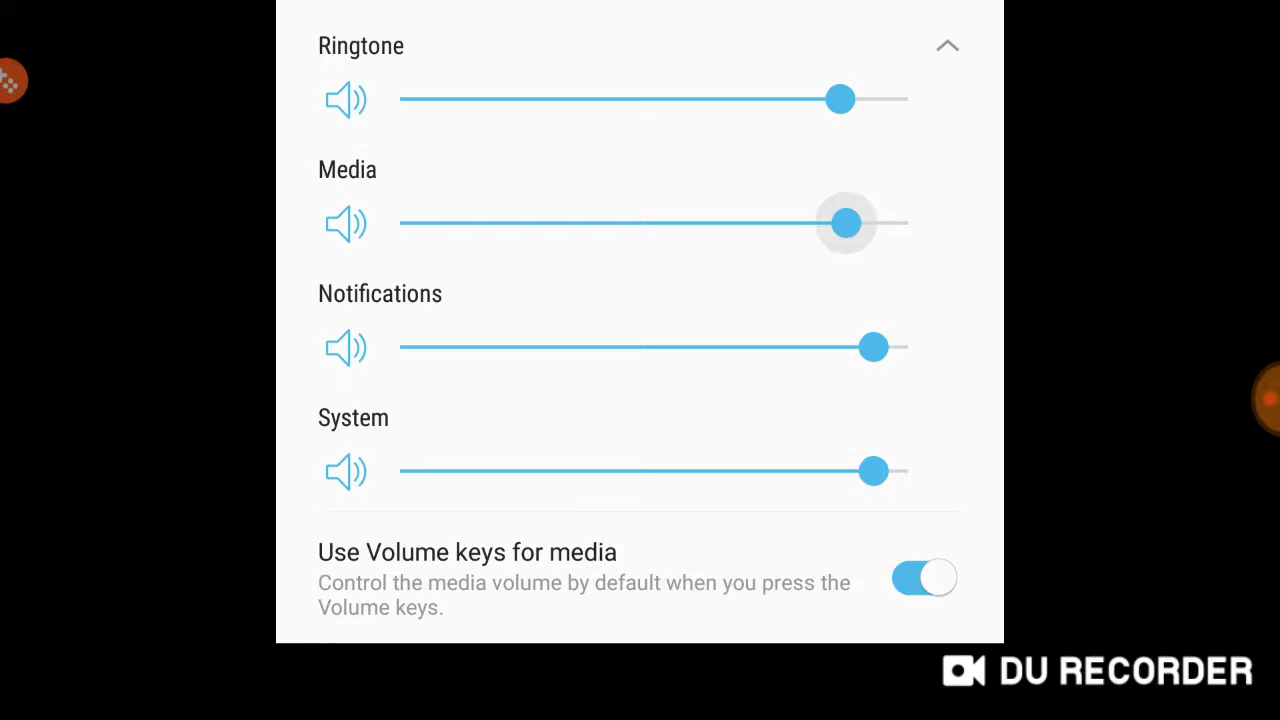 Ringtone
Media
Notifications
System
Use Volume keys for media
Control the media volume by default when you press the
Volume keys.
DU RECORDER